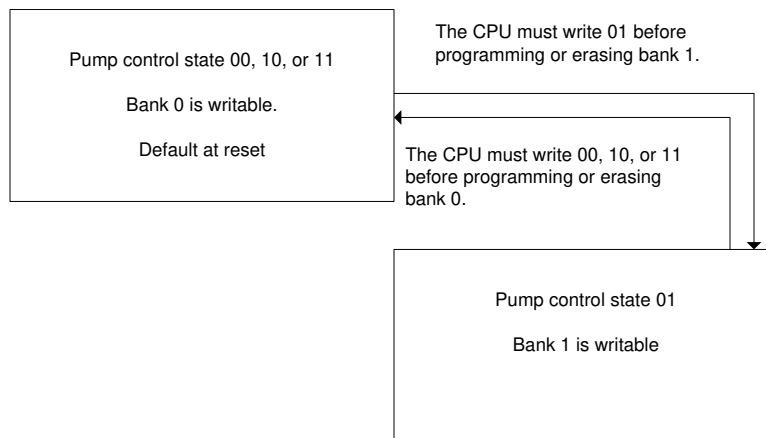 Pump control state 00, 10, or 11
Bank 0 is writable.
Default at reset
The CPU must write 01 before
programming or erasing bank 1.
The CPU must write 00, 10, or 11
before programming or erasing
bank 0.
Pump control state 01
Bank 1 is writable